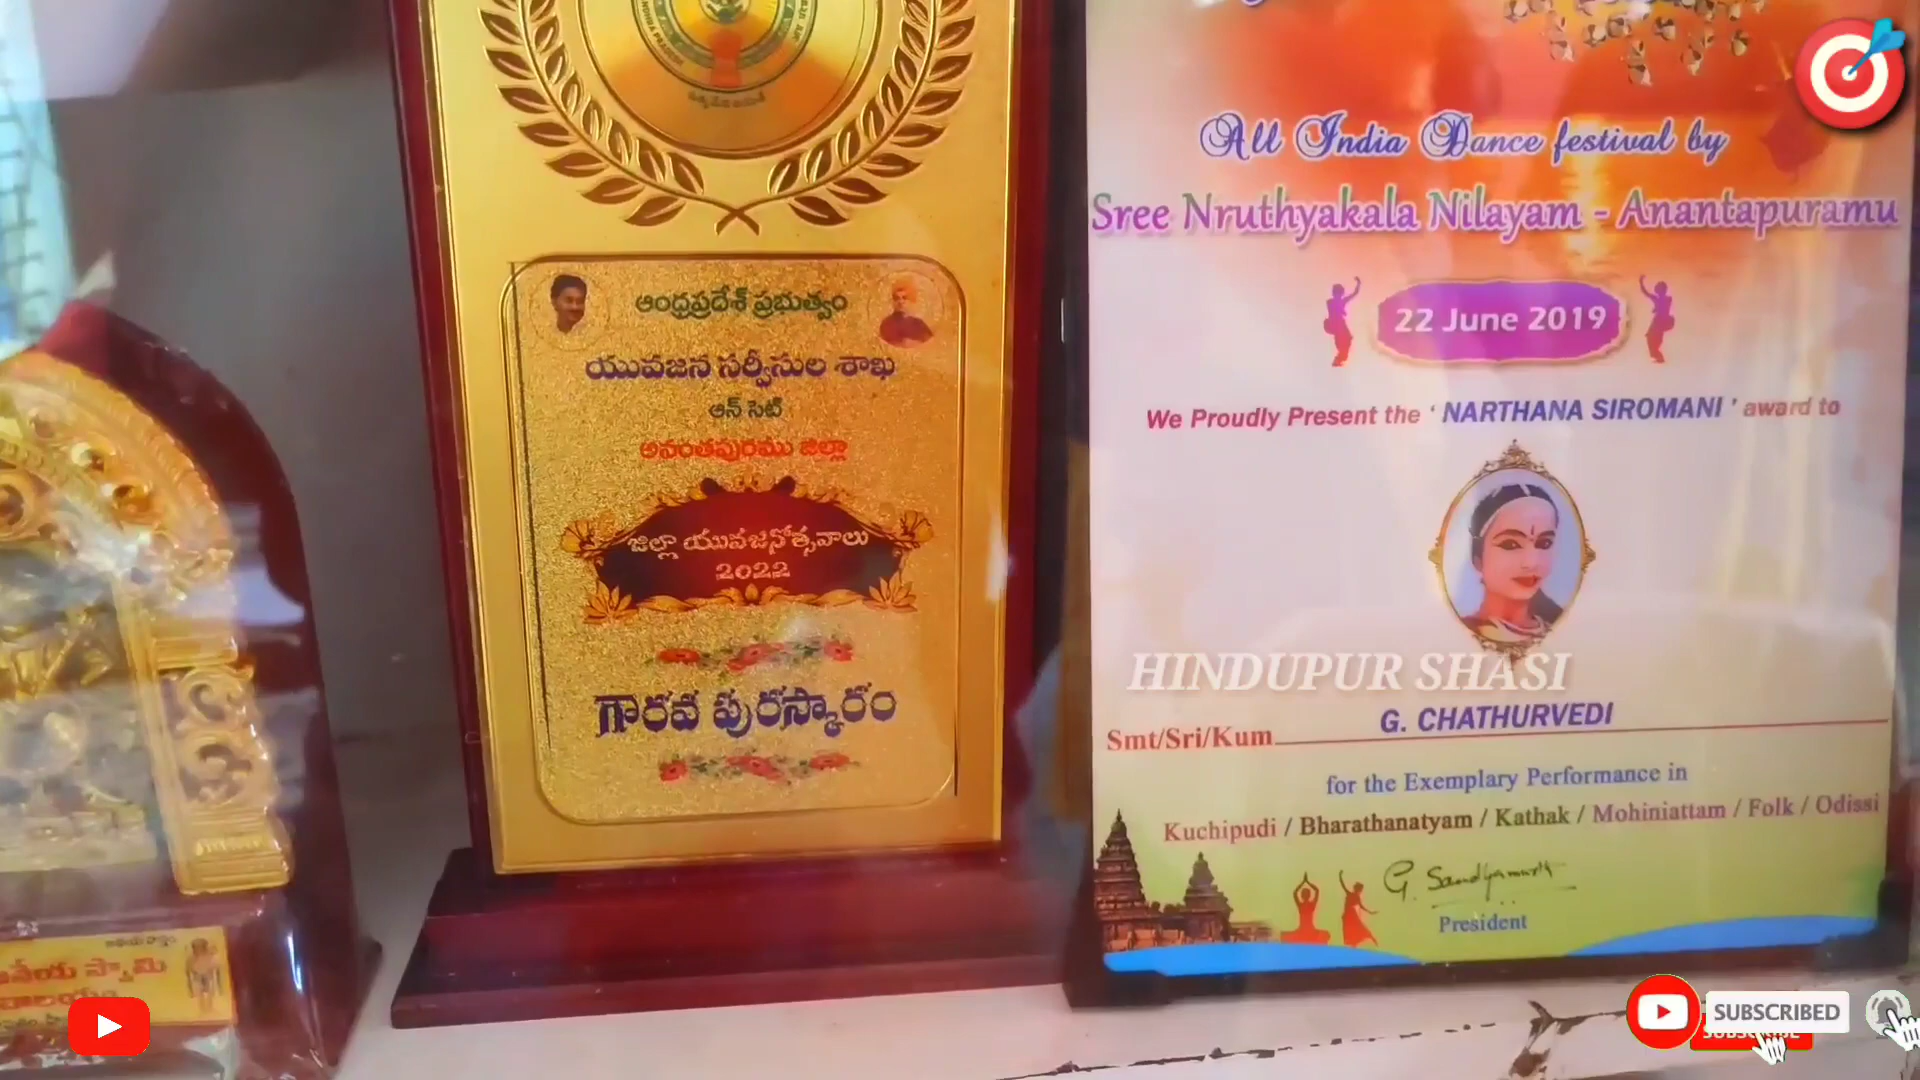 ఆంధ్రప్రదేశ్ ప్రభుత్వం
యువజన సర్వీసుల శాఖ
ఆన్ సెట్
అనంతపురము జిల్లా
జిల్లా యువజనోత్సవాలు
2022
గౌరవ పురస్కారం
All India Dance festival by
Sree Nruthyakala Nilayam - Anantapuramu
22 June 2019
We Proudly Present the ' NARTHANA SIROMANI ' award to
HINDUPUR SHASI
G. CHATHURVEDI
Smt/Sri/Kum
for the Exemplary Performance in
Kuchipudi / Bharathanatyam / Kathak / Mohiniattam / Folk / Odissi
President
స్వామి
SUBSCRIBED